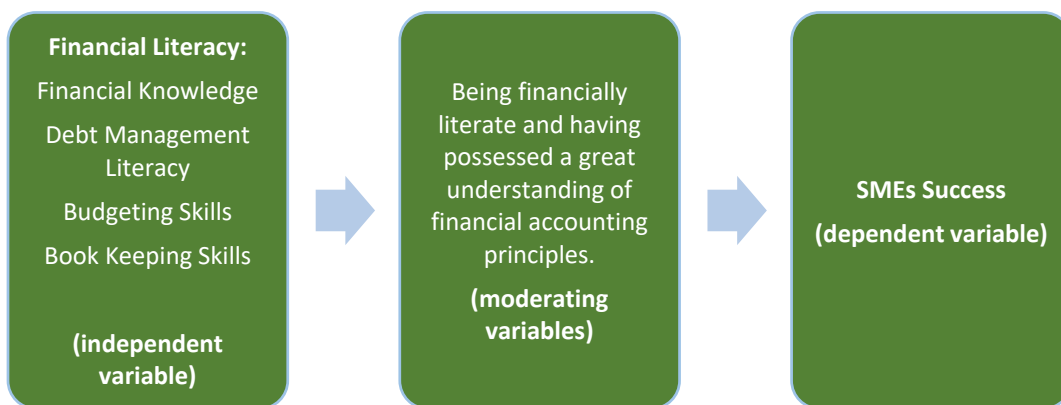 Financial Literacy:
Financial Knowledge
Debt Management
Literacy
Budgeting Skills
Book Keeping Skills
(independent
variable)
Being financially
literate and having
possessed a great
understanding of
financial accounting
principles.
(moderating
variables)
SMEs Success
(dependent variable)